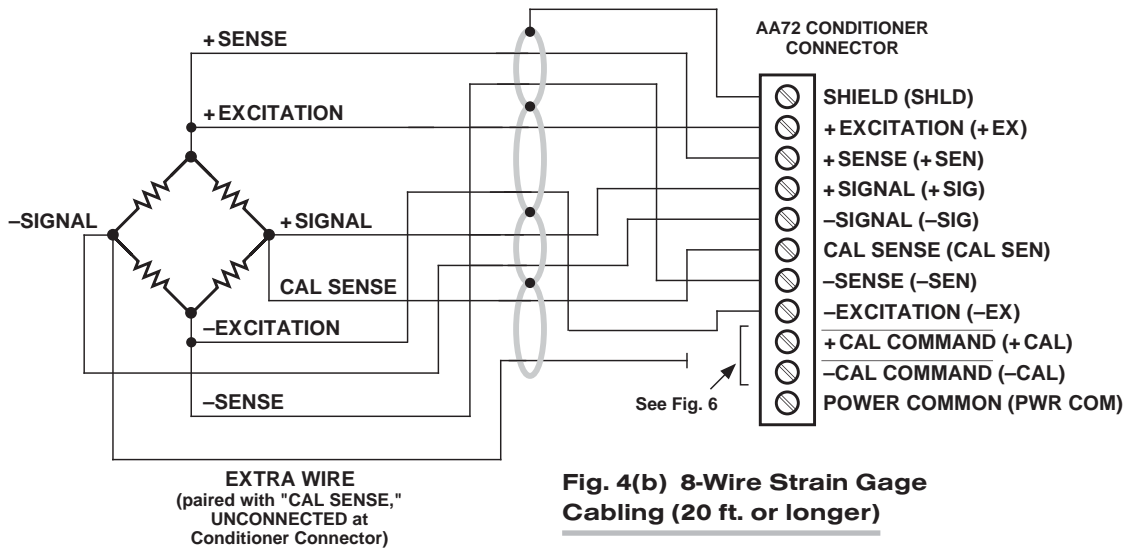 AA72 CONDITIONER
CONNECTOR
+SENSE
+EXCITATION
–SIGNAL
+SIGNAL
CAL SENSE
–EXCITATION
–SENSE
SHIELD (SHLD)
+EXCITATION (+EX)
+SENSE (+SEN)
+SIGNAL (+SIG)
–SIGNAL (–SIG)
CAL SENSE (CAL SEN)
–SENSE (–SEN)
–EXCITATION (–EX)
+CAL COMMAND (+CAL)
–CAL COMMAND (–CAL)
POWER COMMON (PWR COM)
See Fig. 6
EXTRA WIRE
(paired with "CAL SENSE,"
UNCONNECTED at
Conditioner Connector)
Fig. 4(b) 8-Wire Strain Gage
Cabling (20 ft. or longer)